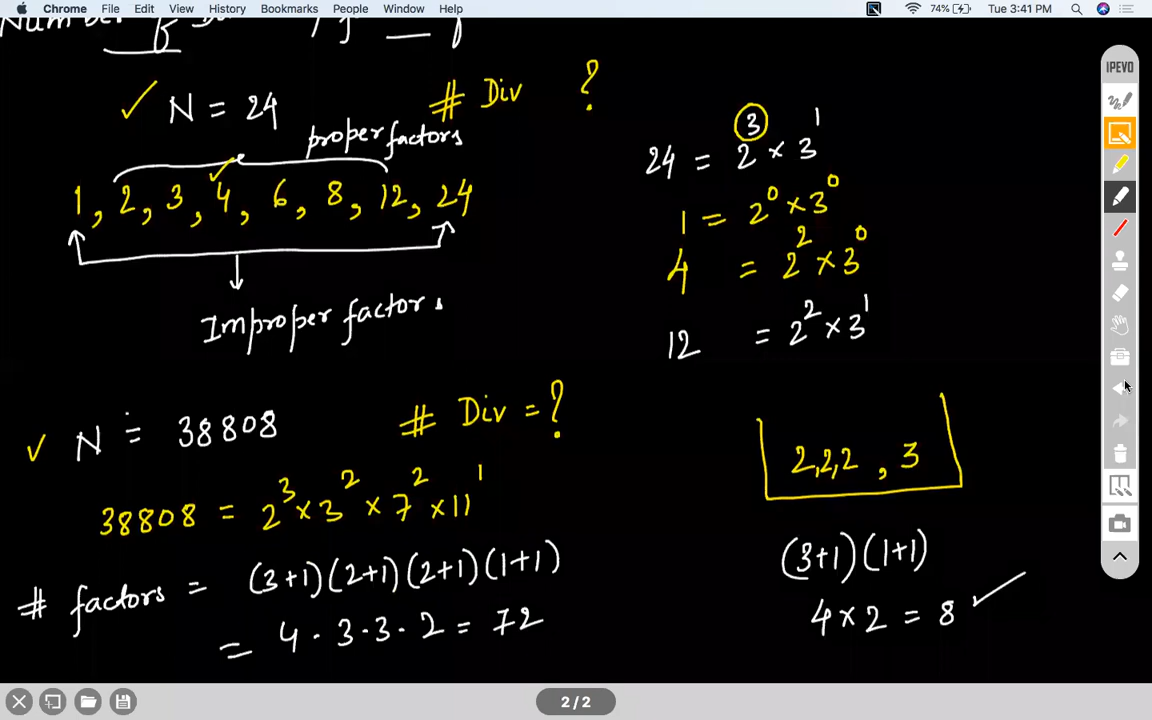 Chrome File Edit View History Bookmarks People Window Help 74% Tue 3:41 PM
Number of
✓ N = 24 # Div ?
proper factors
1, 2, 3, 4, 6, 8, 12, 24
Improper factors
24 = 2³ × 3¹
1 = 2⁰ × 3⁰
4 = 2² × 3⁰
12 = 2² × 3¹
✓ N = 38808 # Div = ?
38808 = 2³ × 3² × 7² × 11¹
# factors = (3+1)(2+1)(2+1)(1+1)
= 4 · 3 · 3 · 2 = 72
2,2,2 , 3
(3+1)(1+1)
4 × 2 = 8 ✓
IPEVO
2/2